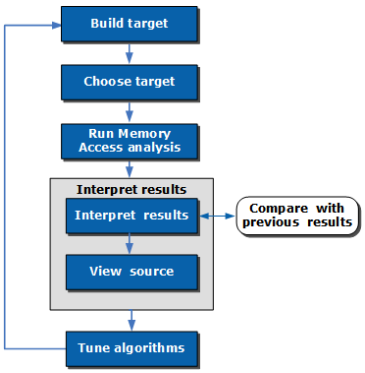 Build target
Choose target
Run Memory
Access analysis
Interpret results
Interpret results
Compare with
previous results
View source
Tune algorithms